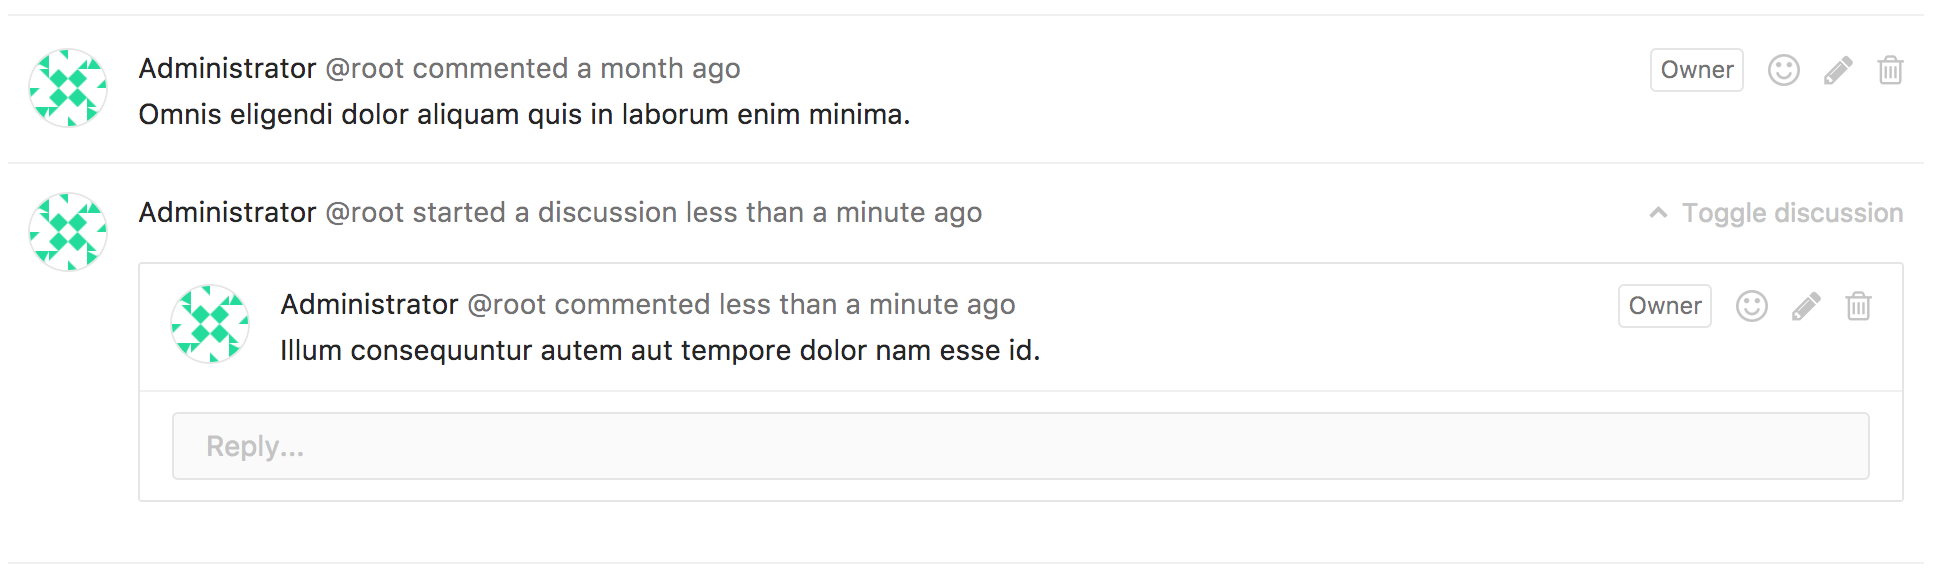 Administrator @root commented a month ago Owner
Omnis eligendi dolor aliquam quis in laborum enim minima.
Administrator @root started a discussion less than a minute ago Toggle discussion
Administrator @root commented less than a minute ago Owner
Illum consequuntur autem aut tempore dolor nam esse id.
Reply...